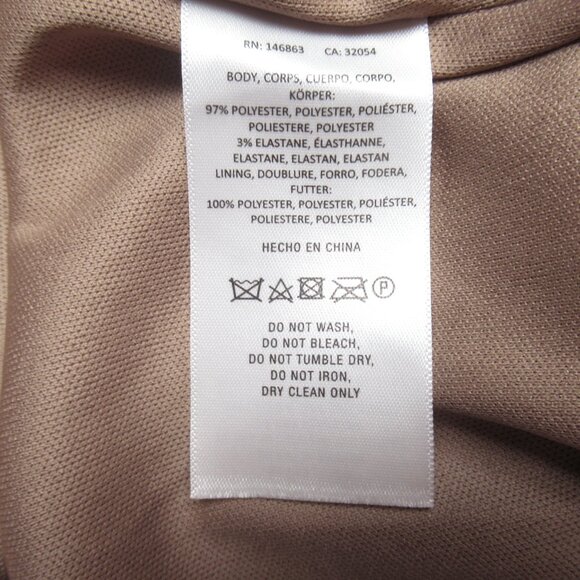 RN: 146863 CA: 32054
BODY, CORPS, CUERPO, CORPO,
KÖRPER:
97% POLYESTER, POLYESTER, POLIÉSTER,
POLIESTERE, POLYESTER
3% ELASTANE, ÉLASTHANNE,
ELASTANE, ELASTAN, ELASTAN
LINING, DOUBLURE, FORRO, FODERA,
FUTTER:
100% POLYESTER, POLYESTER, POLIÉSTER,
POLIESTERE, POLYESTER
HECHO EN CHINA
P
DO NOT WASH,
DO NOT BLEACH,
DO NOT TUMBLE DRY,
DO NOT IRON,
DRY CLEAN ONLY